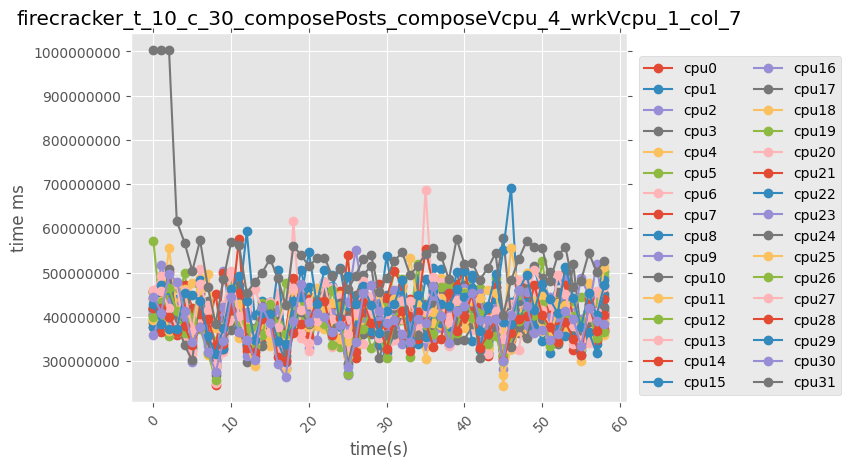 firecracker_t_10_c_30_composePosts_composeVcpu_4_wrkVcpu_1_col_7
1000000000
900000000
800000000
700000000
600000000
500000000
400000000
300000000
time ms
0
10
20
30
40
50
60
time(s)
cpu0
cpu1
cpu2
cpu3
cpu4
cpu5
cpu6
cpu7
cpu8
cpu9
cpu10
cpu11
cpu12
cpu13
cpu14
cpu15
cpu16
cpu17
cpu18
cpu19
cpu20
cpu21
cpu22
cpu23
cpu24
cpu25
cpu26
cpu27
cpu28
cpu29
cpu30
cpu31